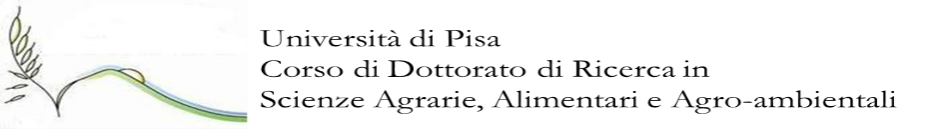 Università di Pisa
Corso di Dottorato di Ricerca in
Scienze Agrarie, Alimentari e Agro-ambientali